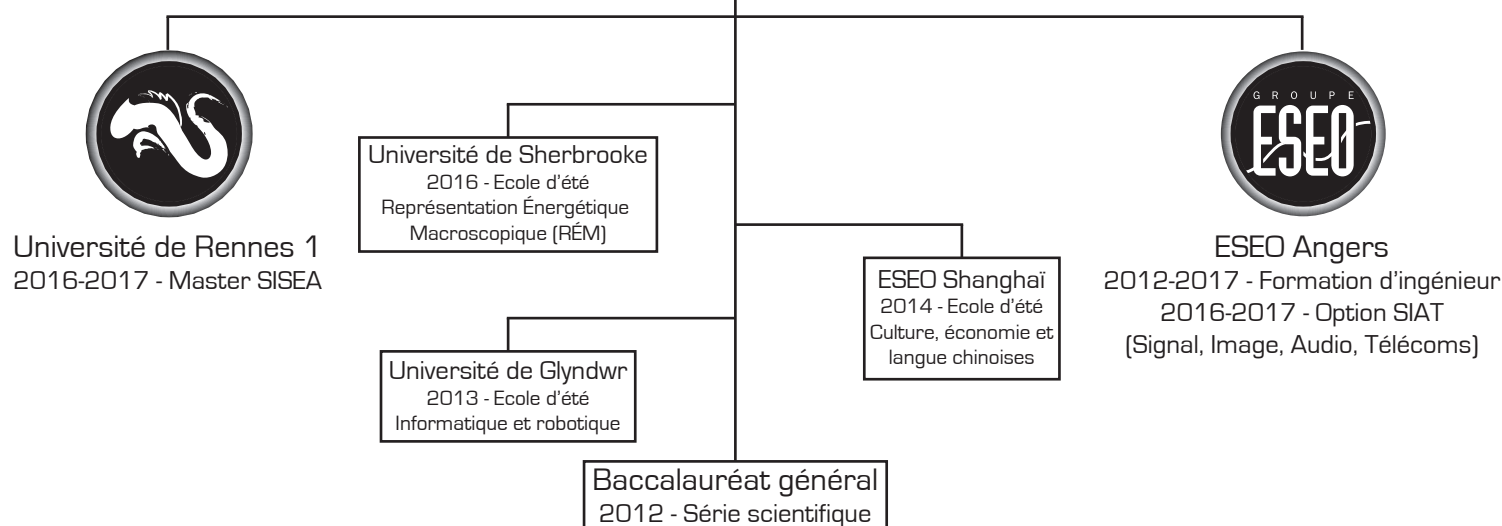 Université de Rennes 1
2016-2017 - Master SISEA
Université de Sherbrooke
2016 - Ecole d'été
Représentation Énergétique
Macroscopique (RÉM)
ESEO Shanghaï
2014 - Ecole d'été
Culture, économie et
langue chinoises
Université de Glyndwr
2013 - Ecole d'été
Informatique et robotique
Baccalauréat général
2012 - Série scientifique
GROUPE
ESEO
ESEO Angers
2012-2017 - Formation d'ingénieur
2016-2017 - Option SIAT
(Signal, Image, Audio, Télécoms)